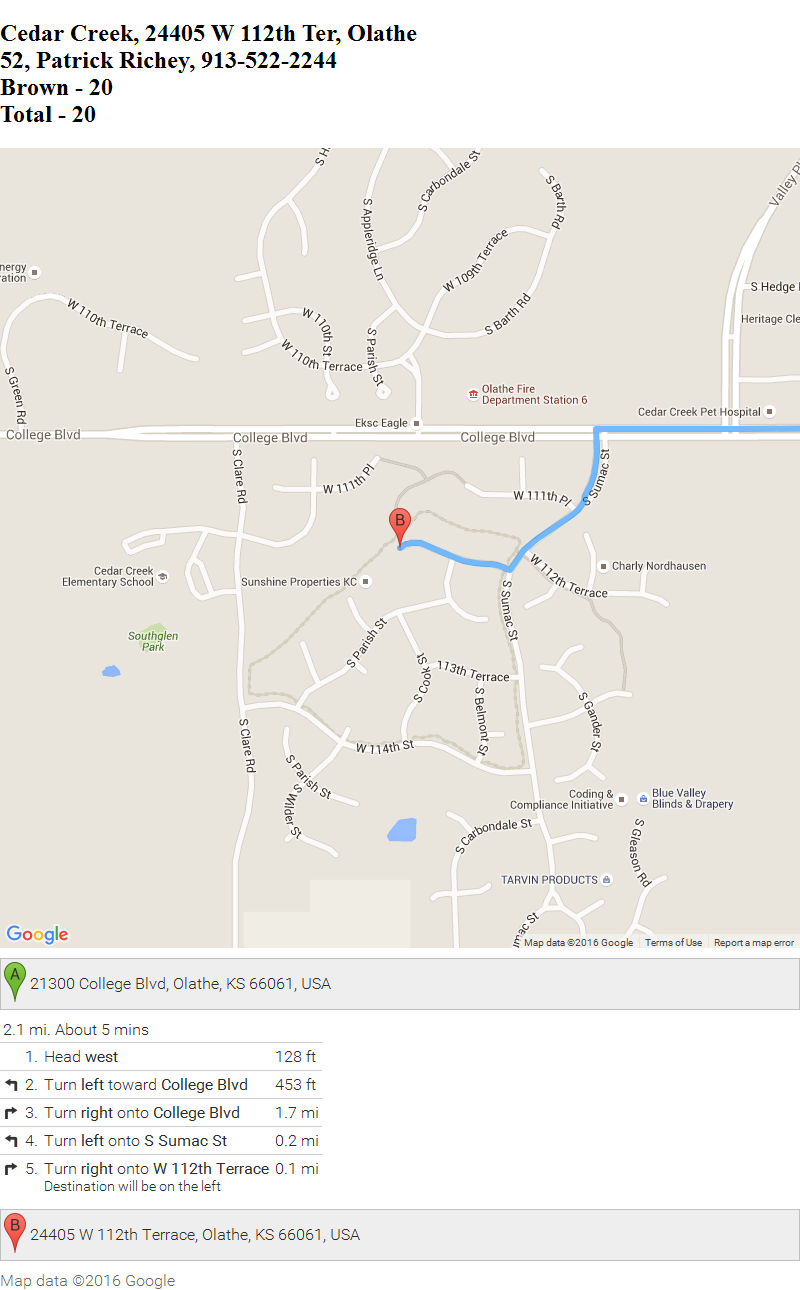 Cedar Creek, 24405 W 112th Ter, Olathe
52, Patrick Richey, 913-522-2244
Brown - 20
Total - 20
S H
S Carbondale St
S Barth Rd
Valley P
S Appleridge Ln
W 109th Terrace
nergy
ration
S Hedge
W 110th Terrace
W 110th St
S Barth Rd
Heritage Cle
W 110th Terrace
S Parish St
S Green Rd
Olathe Fire
Department Station 6
Cedar Creek Pet Hospital
Eksc Eagle
College Blvd
College Blvd
College Blvd
S Clare Rd
W 111th Pl
W 111th Pl
S Sumac St
B
W 112th Terrace
Charly Nordhausen
Cedar Creek
Elementary School
Sunshine Properties KC
S Sumac St
Southglen
Park
S Parish St
S Cook St
113th Terrace
S Belmont St
S Gander St
S Clare Rd
W 114th St
S Parish St
S Wilder St
Coding &
Compliance Initiative
Blue Valley
Blinds & Drapery
S Carbondale St
S Gleason Rd
TARVIN PRODUCTS
mac St
Google
Map data ©2016 Google Terms of Use Report a map error
A 21300 College Blvd, Olathe, KS 66061, USA
2.1 mi. About 5 mins
1. Head west 128 ft
2. Turn left toward College Blvd 453 ft
3. Turn right onto College Blvd 1.7 mi
4. Turn left onto S Sumac St 0.2 mi
5. Turn right onto W 112th Terrace 0.1 mi
Destination will be on the left
B 24405 W 112th Terrace, Olathe, KS 66061, USA
Map data ©2016 Google